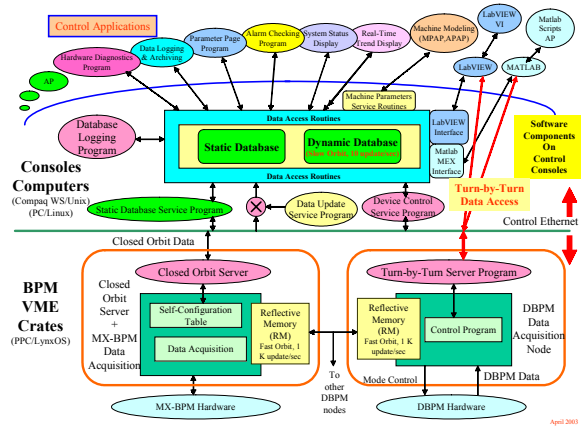 Control Applications
Parameter Page
Program
Alarm Checking
Program
System Status
Display
Real-Time
Trend Display
Machine Modeling
(MPAP,APAP)
LabVIEW
VI
Matlab
Scripts
AP
Data Logging
& Archiving
Hardware Diagnostics
Program
AP
LabVIEW
MATLAB
Machine Parameters
Service Routines
Database
Logging
Program
Data Access Routines
Static Database
Dynamic Database
(Slow Orbit, 10 update/sec)
Data Access Routines
LabVIEW
Interface
Matlab
MEX
Interface
Software
Components
On
Control
Consoles
Consoles
Computers
(Compaq WS/Unix)
(PC/Linux)
Static Database Service Program
Data Update
Service Program
Device Control
Service Program
Turn-by-Turn
Data Access
Control Ethernet
Closed Orbit Data
BPM
VME
Crates
(PPC/LynxOS)
Closed Orbit Server
Closed
Orbit
Server
+
MX-BPM
Data
Acquisition
Self-Configuration
Table
Data Acquisition
Reflective
Memory
(RM)
Fast Orbit, 1
K
update/sec
MX-BPM Hardware
To
other
DBPM
nodes
Turn-by-Turn Server Program
Reflective
Memory
(RM)
Fast Orbit, 1 K
update/sec
Control Program
DBPM
Data
Acquisition
Node
Mode Control
DBPM Data
DBPM Hardware
April 2003